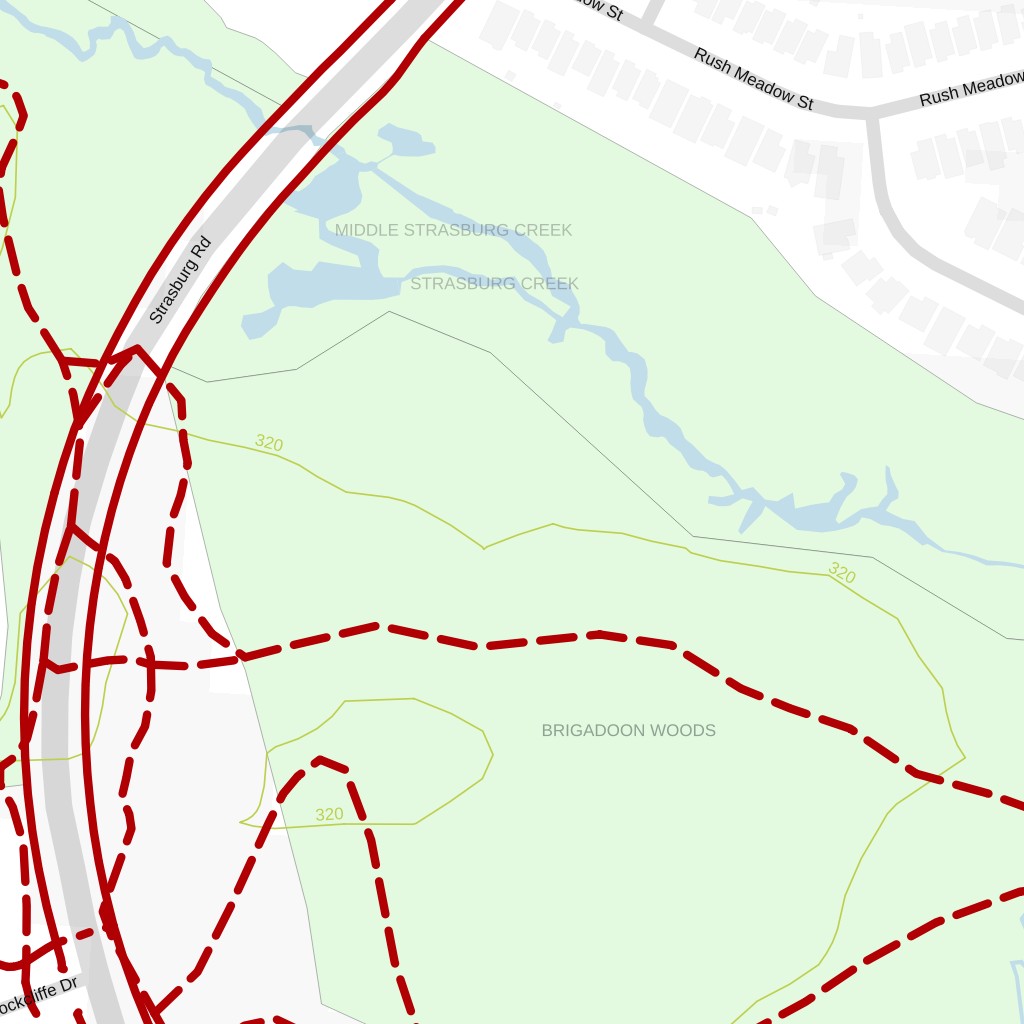 ow St
Rush Meadow St
Rush Meadow
MIDDLE STRASBURG CREEK
Strasburg Rd
STRASBURG CREEK
320
320
BRIGADOON WOODS
320
ockcliffe Dr